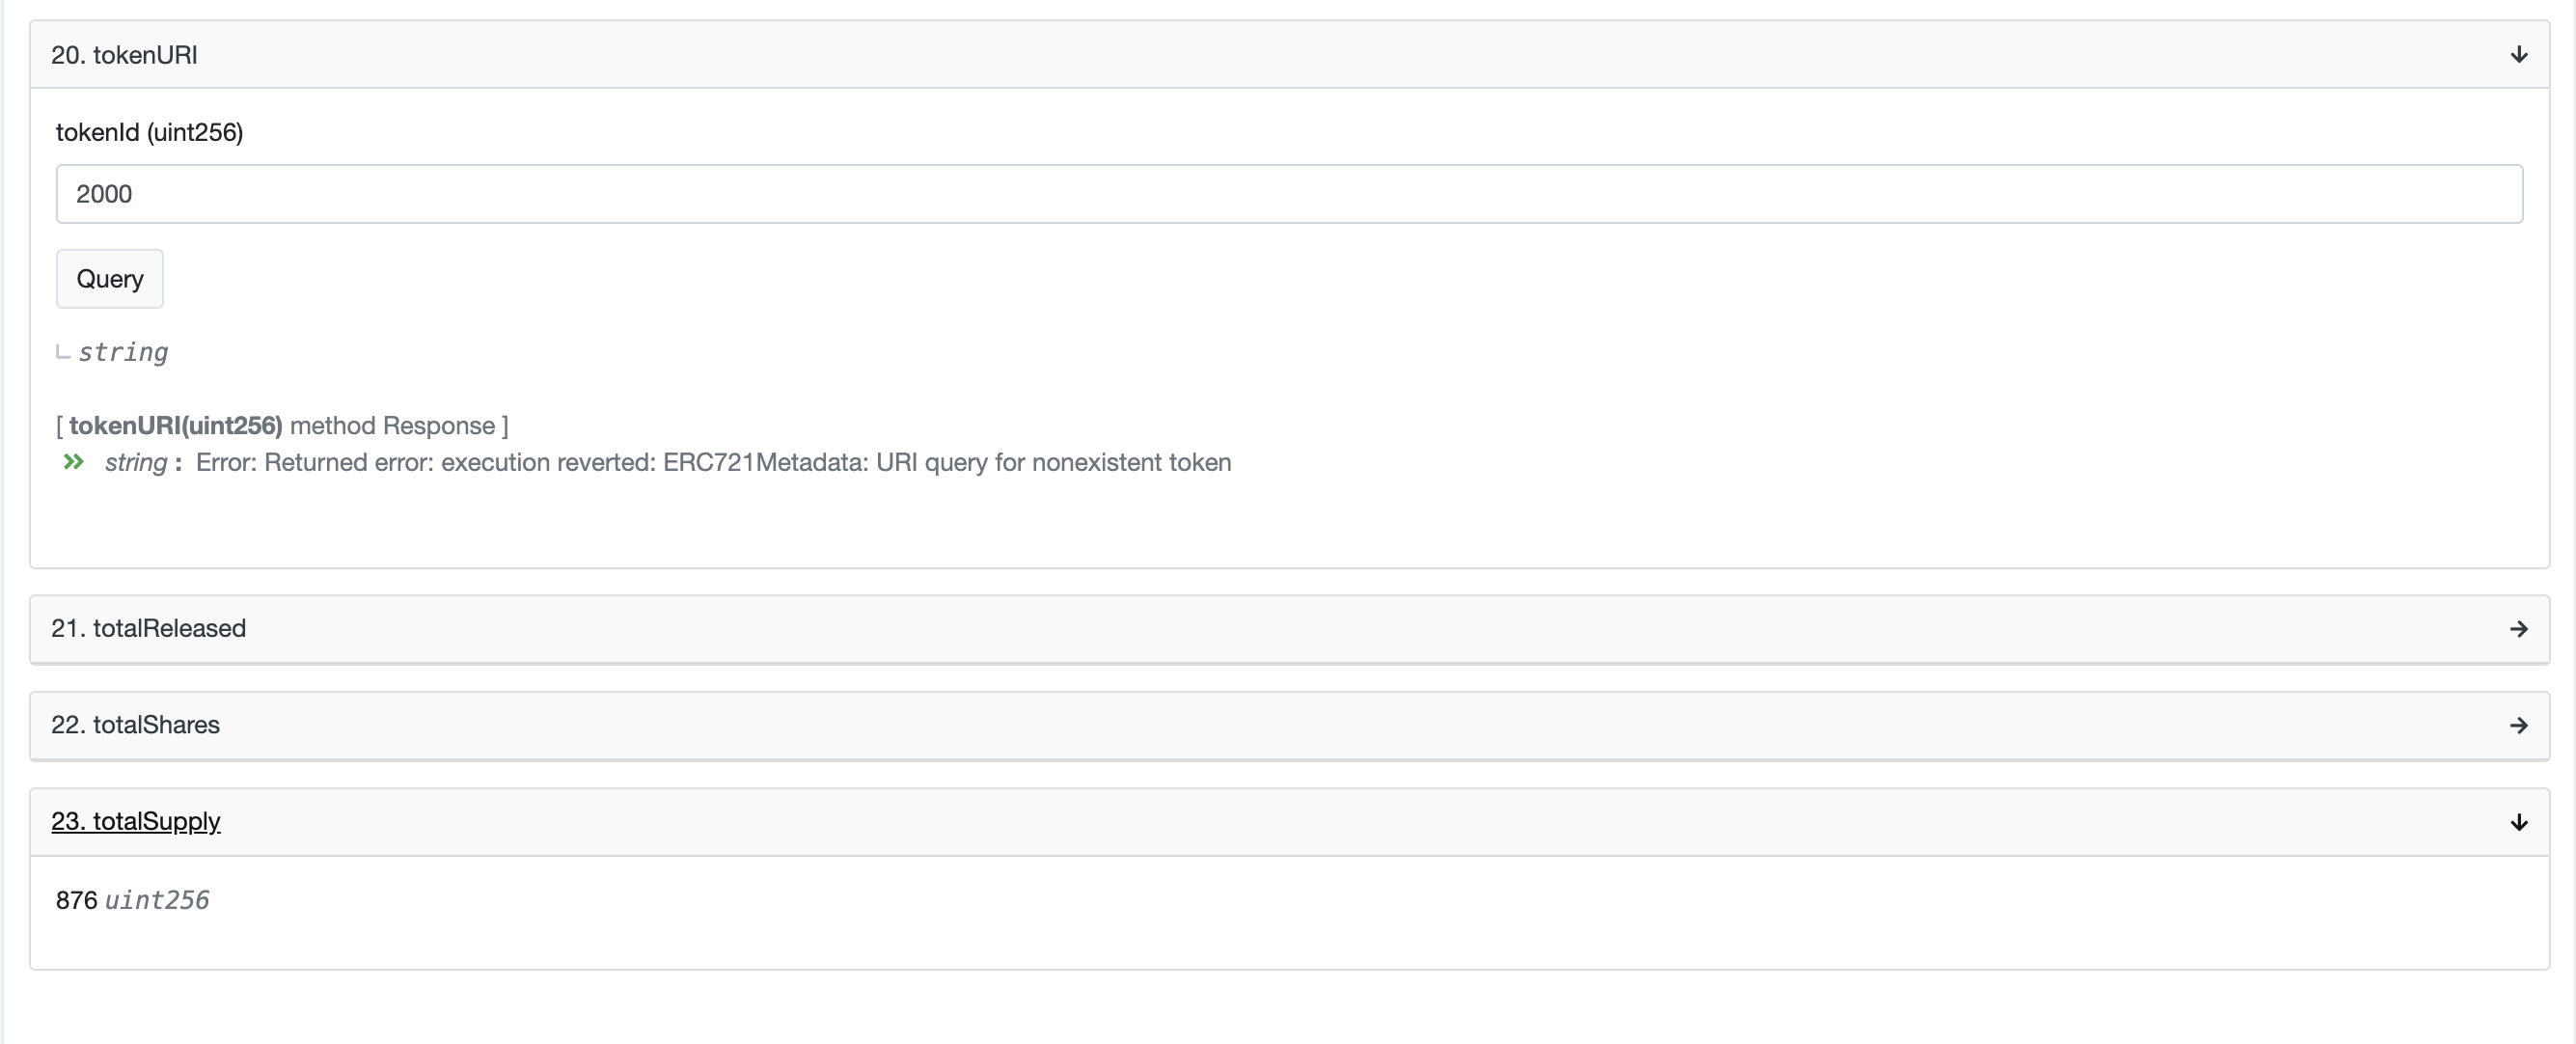 20. tokenURI
tokenId (uint256)
2000
Query
string
[ tokenURI(uint256) method Response ]
string : Error: Returned error: execution reverted: ERC721Metadata: URI query for nonexistent token
21. totalReleased
22. totalShares
23. totalSupply
876 uint256